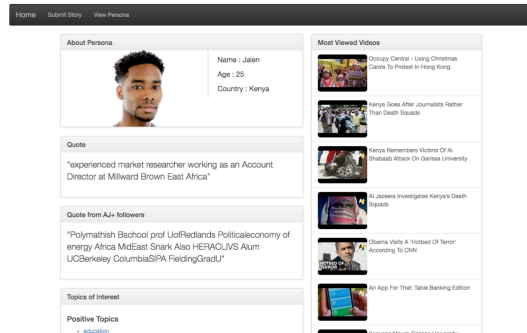 Home Submit Story View Persona
About Persona
Name : Jalen
Age : 25
Country : Kenya
Quote
"experienced market researcher working as an Account
Director at Millward Brown East Africa"
Quote from AJ+ followers
"Polymathish Bschool prof UofRedlands Politicaleconomy of
energy Africa MidEast Snark Also HERACLIVS Alum
UCBerkeley ColumbiaSIPA FieldingGradU"
Topics of Interest
Positive Topics
education
Most Viewed Videos
Occupy Central - Using Christmas
Carols To Protest In Hong Kong
Kenya Goes After Journalists Rather
Than Death Squads
Kenya Remembers Victims Of Al
Shabaab Attack On Garissa University
Al Jazeera Investigates Kenya's Death
Squads
HOTBED OF
TERROR
Obama Visits A 'Hotbed Of Terror'
According To CNN
An App For That: Table Banking Edition